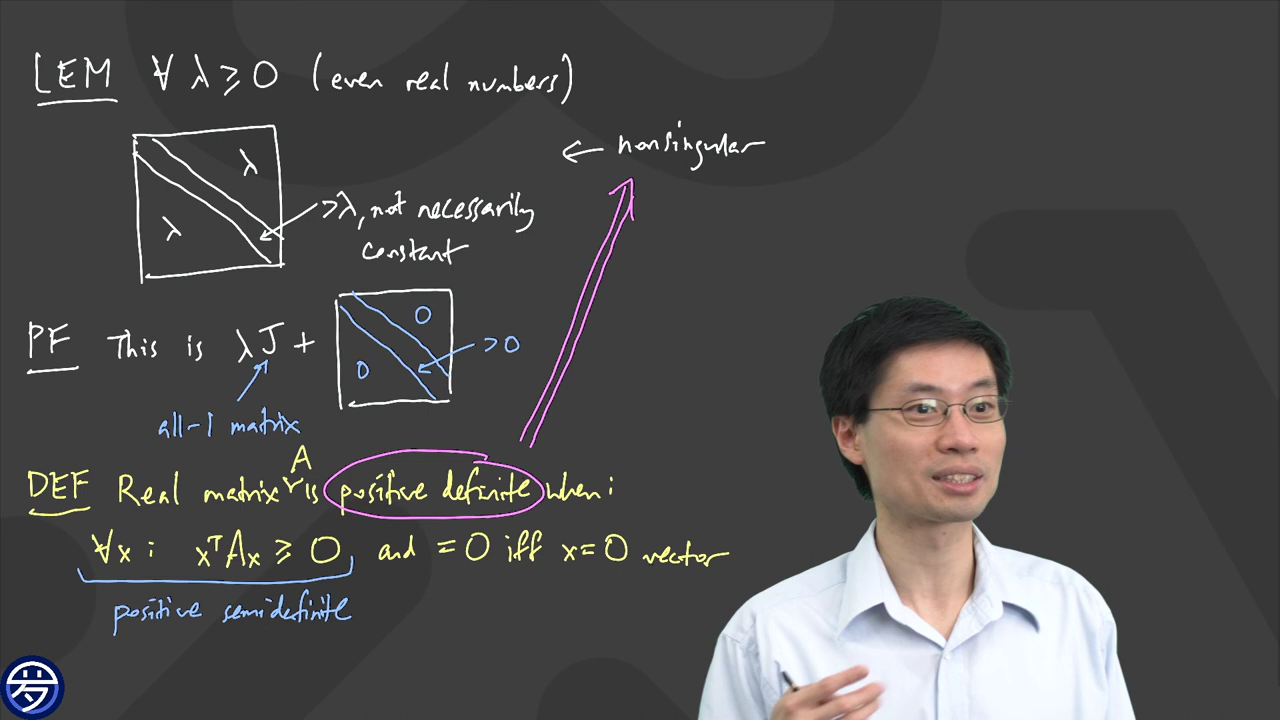 LEM ∀ λ ≥ 0 (even real numbers)
← nonsingular
λ
λ
>λ, not necessarily
constant
PF This is λJ +
0
0
>0
all-1 matrix
A
DEF Real matrix is positive definite when:
∀x : xᵀAx ≥ 0 and = 0 iff x=0 vector
positive semidefinite